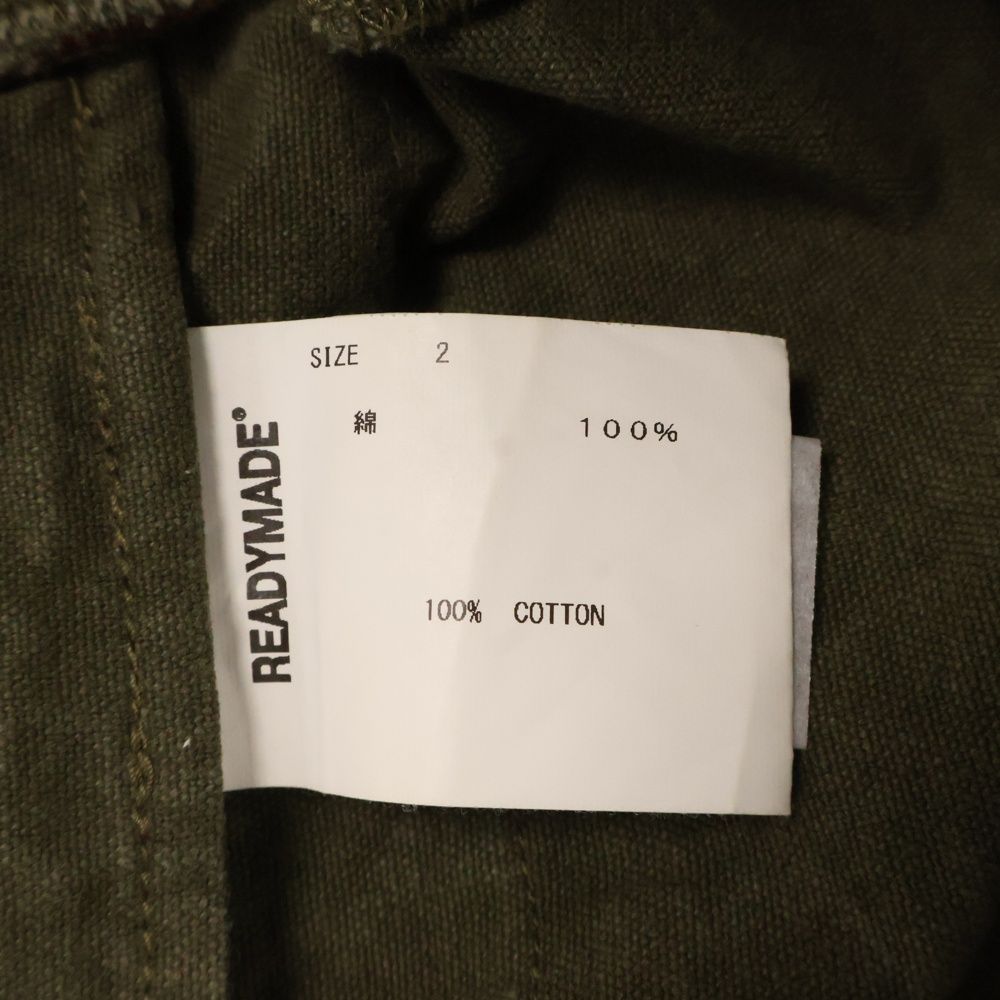 READYMADE®
SIZE 2
綿 100%
100% COTTON